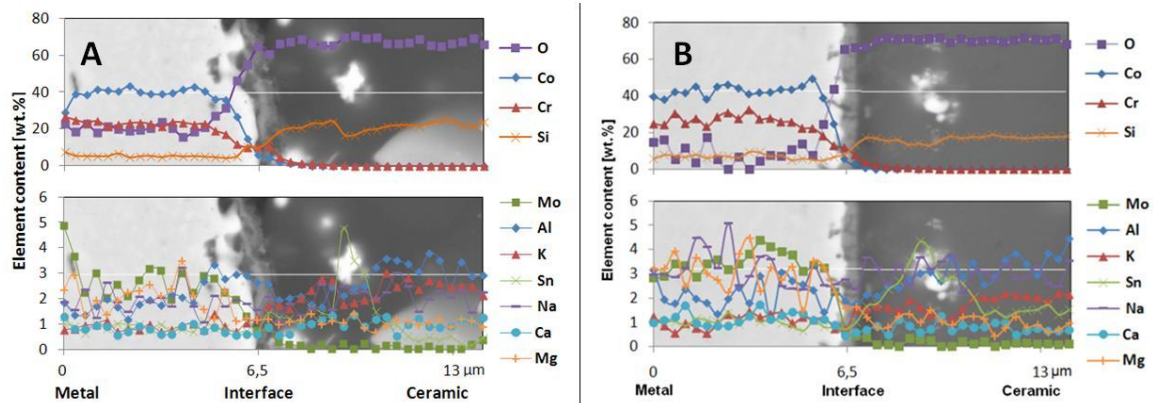 A
Element content [wt.%]
80
60
40
20
0
O
Co
Cr
Si
6
5
4
3
2
1
0
Mo
Al
K
Sn
Na
Ca
Mg
0 6,5 13 µm
Metal Interface Ceramic
B
Element content [wt.%]
80
60
40
20
0
O
Co
Cr
Si
6
5
4
3
2
1
0
Mo
Al
K
Sn
Na
Ca
Mg
0 6,5 13 µm
Metal Interface Ceramic